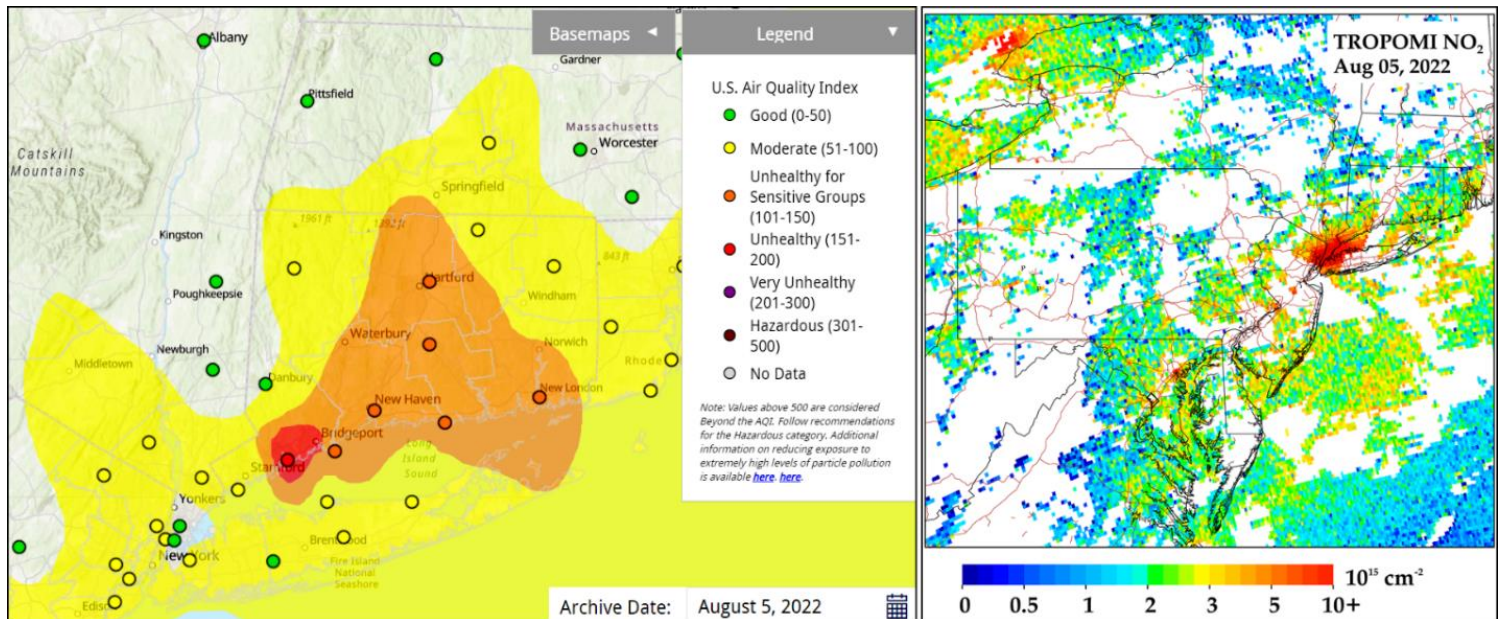 Albany
Basemaps ◄
Legend ▼
Gardner
Pittsfield
Massachusetts
Worcester
Catskill
Mountains
Springfield
1961 ft
1392 ft
Kingston
843 ft
Hartford
Poughkeepsie
Windham
Waterbury
Newburgh
Norwich
Rhode
Middletown
Danbury
New London
New Haven
Bridgeport
Long
Island
Sound
Stamford
Yonkers
New York
Brentwood
Fire Island
National
Seashore
Edison
U.S. Air Quality Index
Good (0-50)
Moderate (51-100)
Unhealthy for
Sensitive Groups
(101-150)
Unhealthy (151-
200)
Very Unhealthy
(201-300)
Hazardous (301-
500)
No Data
Note: Values above 500 are considered
Beyond the AQI. Follow recommendations
for the Hazardous category. Additional
information on reducing exposure to
extremely high levels of particle pollution
is available here. here.
Archive Date: August 5, 2022
TROPOMI NO₂
Aug 05, 2022
10¹⁵ cm⁻²
0 0.5 1 2 3 5 10+